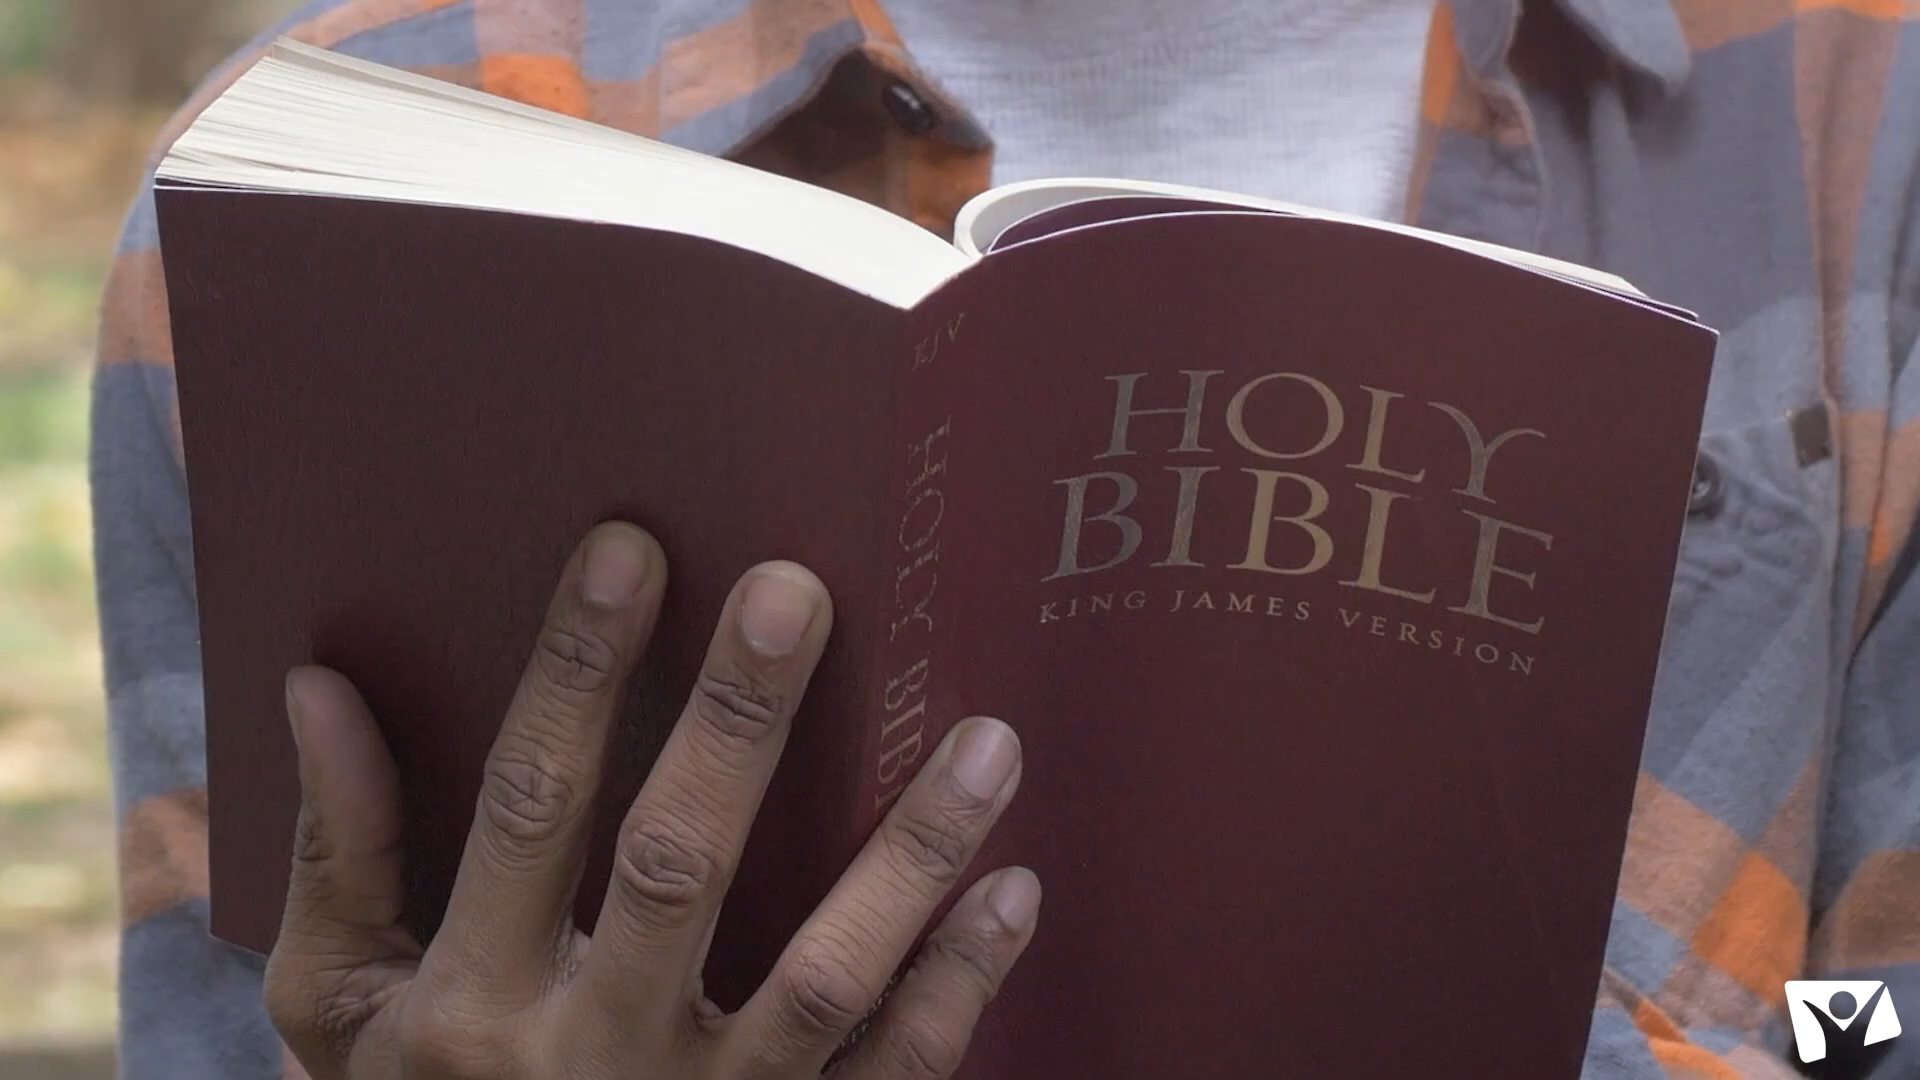 KJV
HOLY BIBLE
HOLY
BIBLE
KING JAMES VERSION